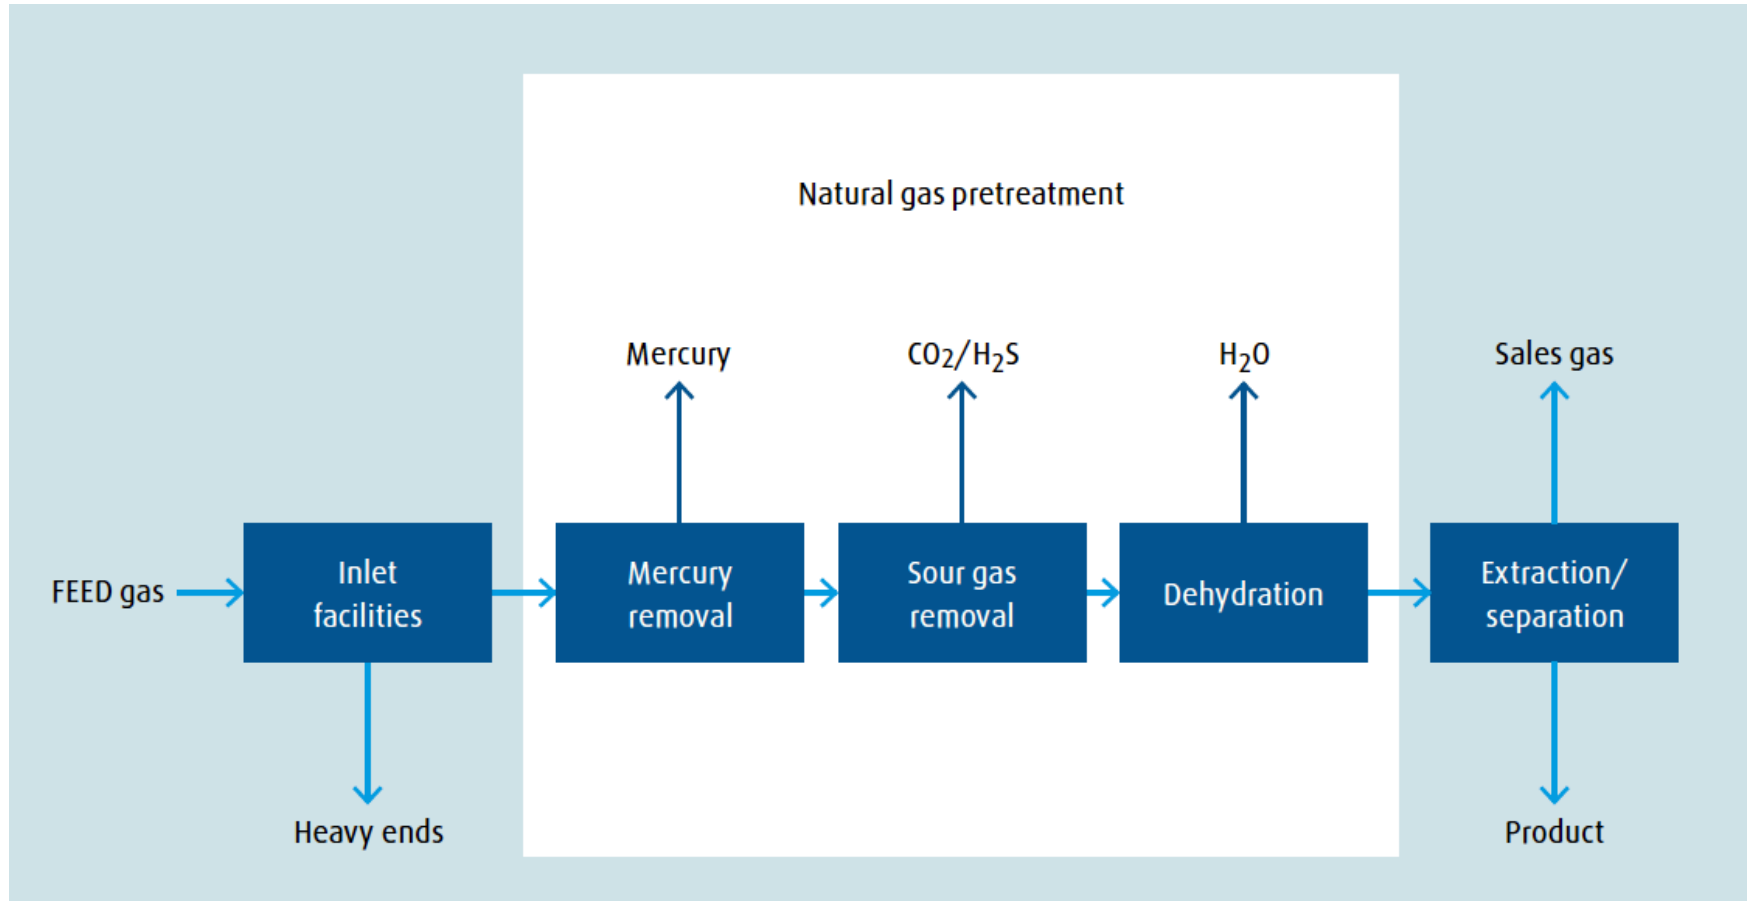 Natural gas pretreatment
Mercury
CO2/H2S
H2O
Sales gas
FEED gas
Inlet
facilities
Mercury
removal
Sour gas
removal
Dehydration
Extraction/
separation
Heavy ends
Product